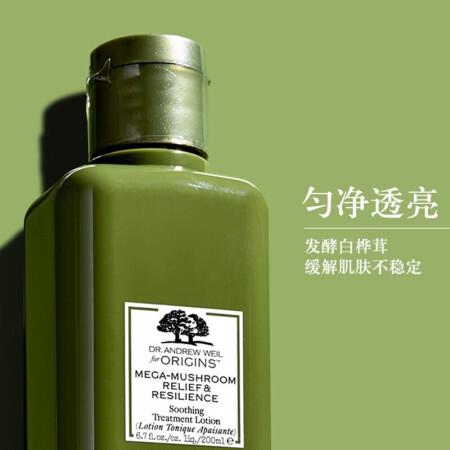 匀净透亮
发酵白桦茸
缓解肌肤不稳定
DR. ANDREW WEIL
for ORIGINS™
MEGA-MUSHROOM
RELIEF &
RESILIENCE
Soothing
Treatment Lotion
(Lotion Tonique Apaisante)
6.7 fl.oz./oz. liq./200ml ℮